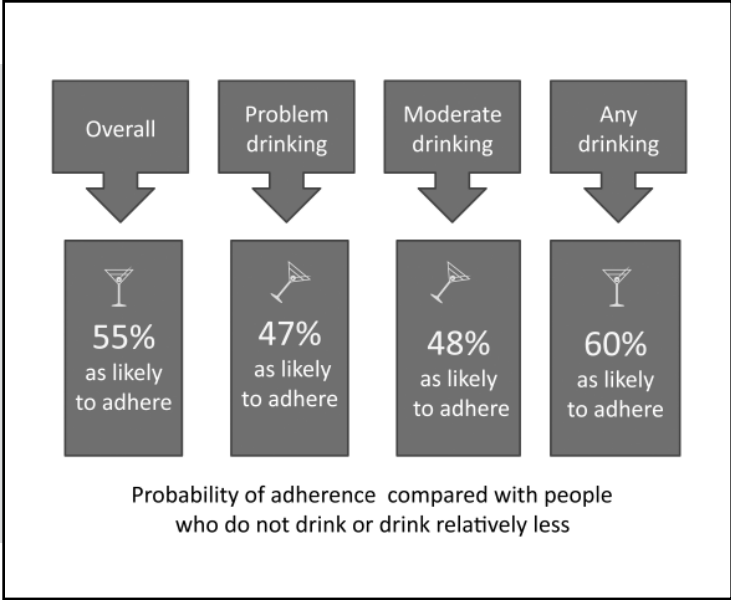 Overall
Problem
drinking
Moderate
drinking
Any
drinking
55%
as likely
to adhere
47%
as likely
to adhere
48%
as likely
to adhere
60%
as likely
to adhere
Probability of adherence compared with people
who do not drink or drink relatively less